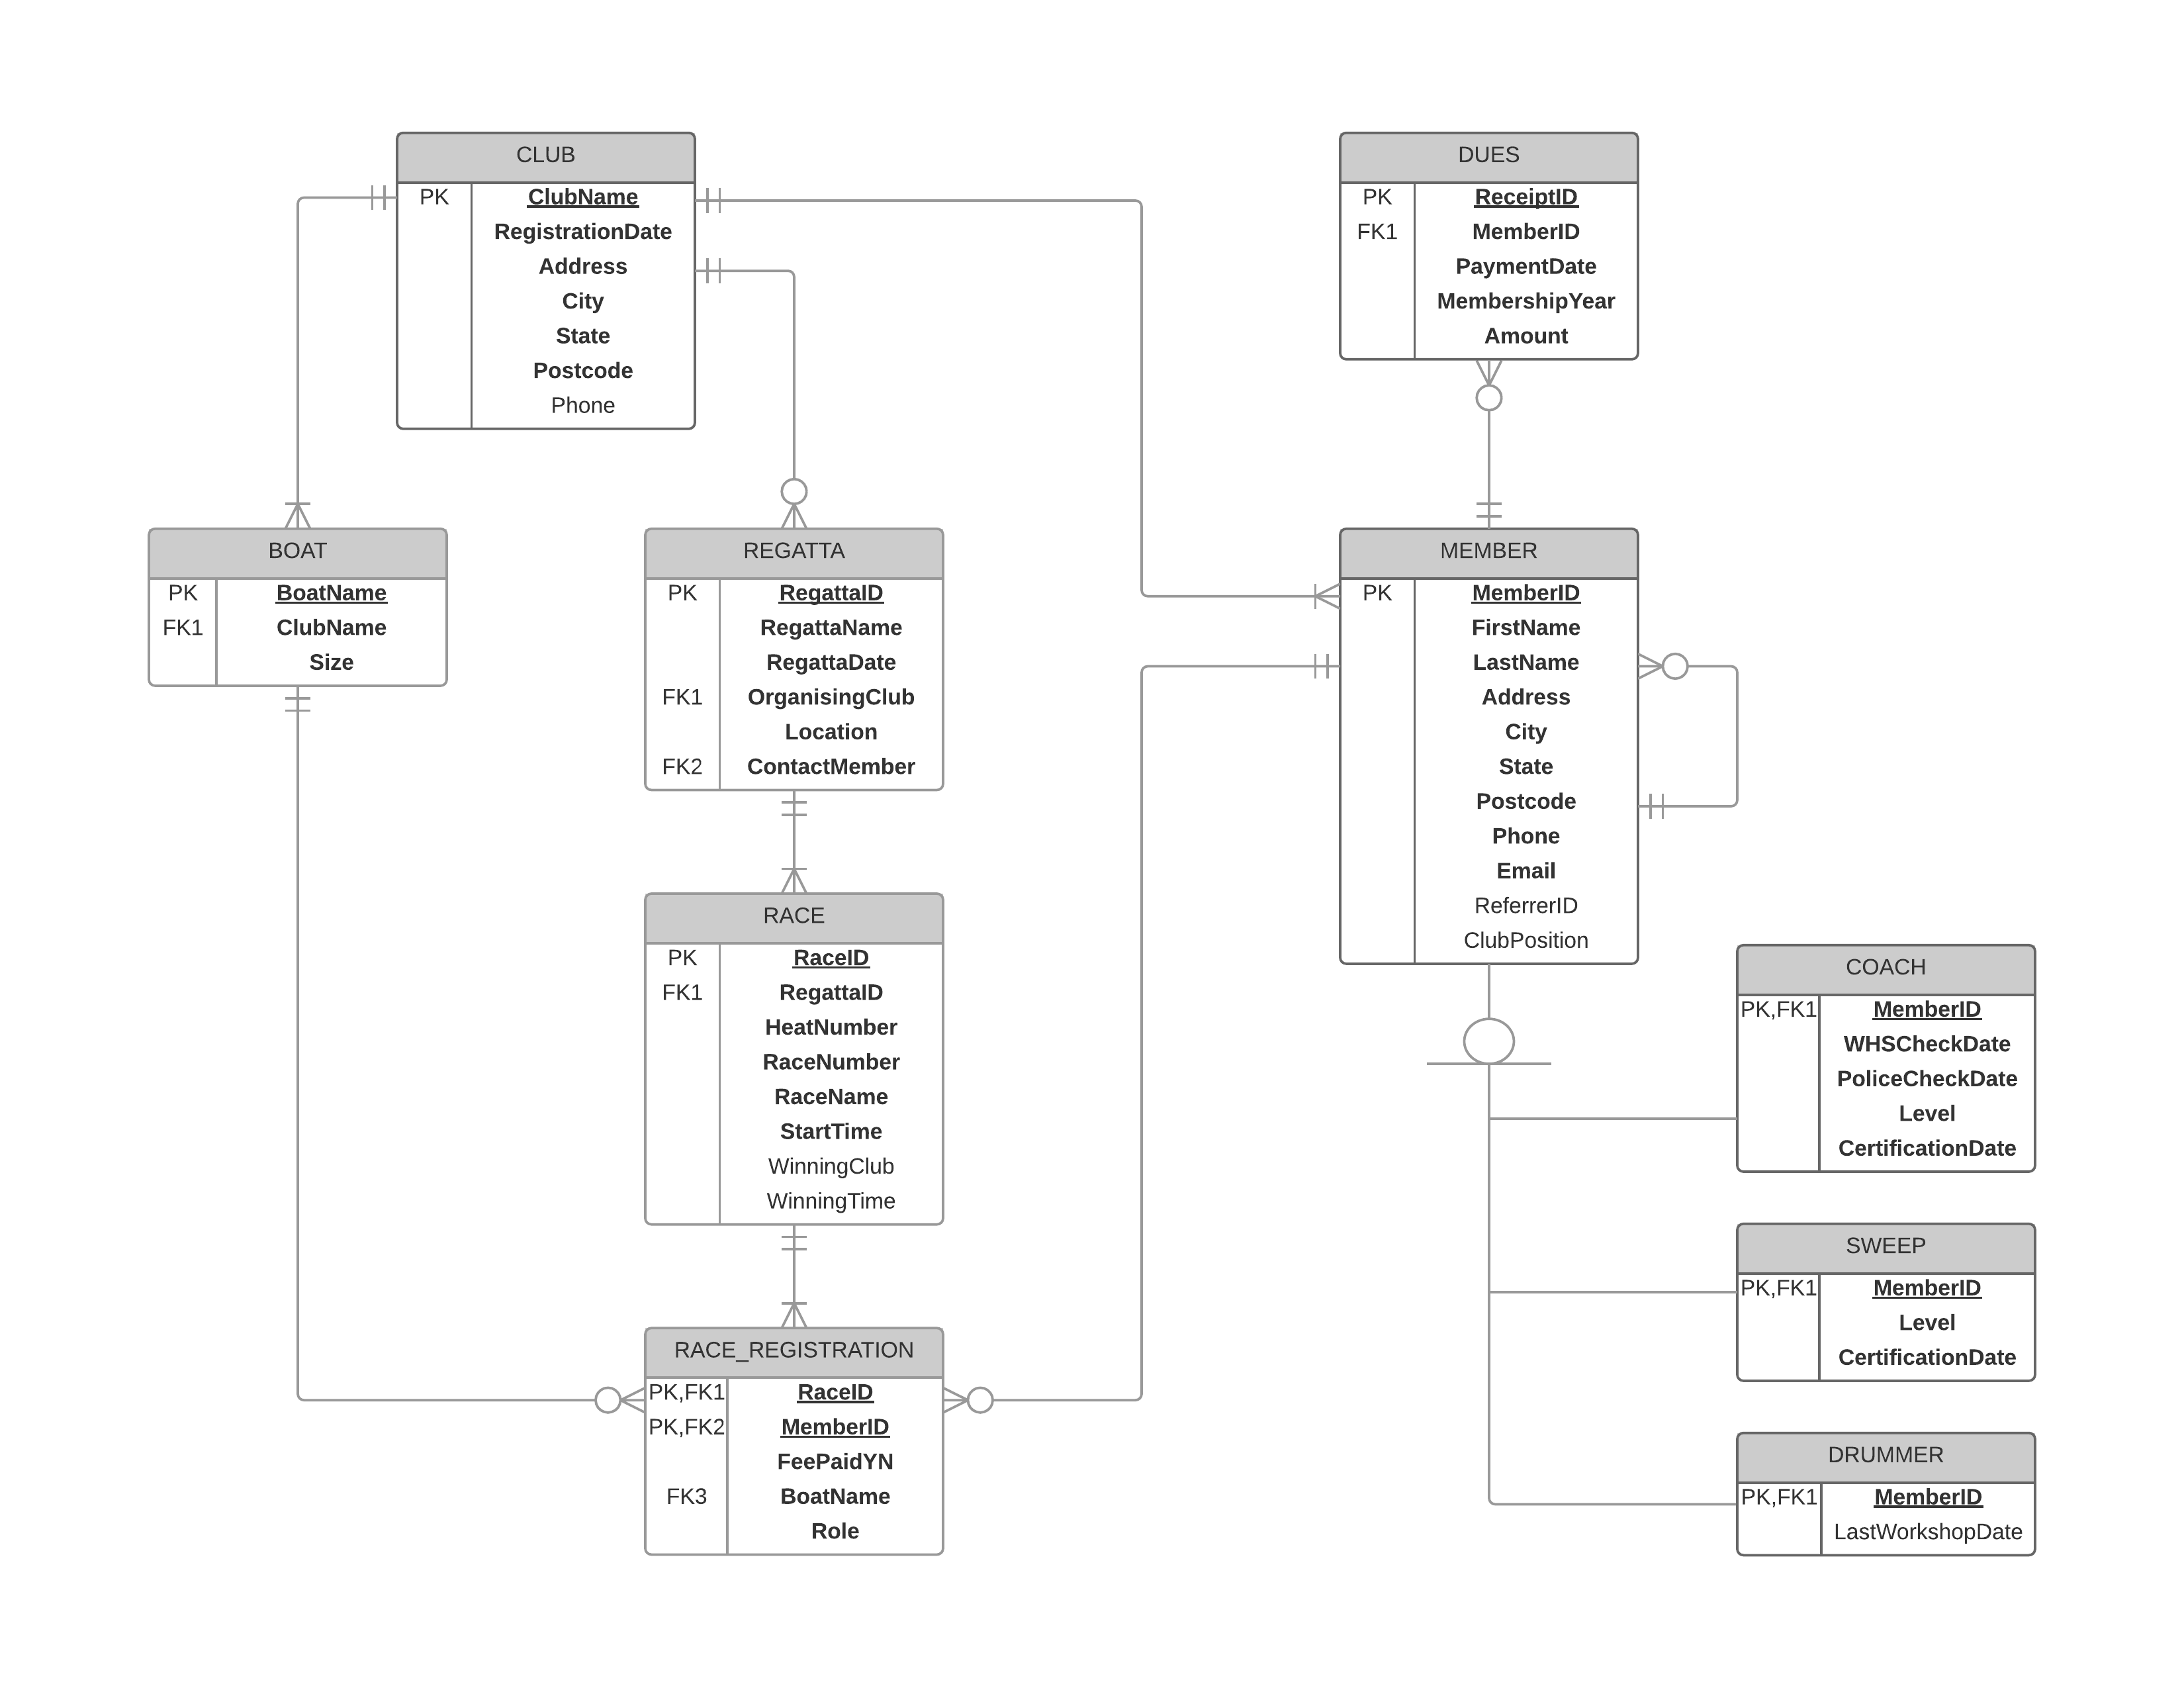 CLUB
PK ClubName
RegistrationDate
Address
City
State
Postcode
Phone
DUES
PK ReceiptID
FK1 MemberID
PaymentDate
MembershipYear
Amount
BOAT
PK BoatName
FK1 ClubName
Size
REGATTA
PK RegattaID
RegattaName
RegattaDate
FK1 OrganisingClub
Location
FK2 ContactMember
MEMBER
PK MemberID
FirstName
LastName
Address
City
State
Postcode
Phone
Email
ReferrerID
ClubPosition
RACE
PK RaceID
FK1 RegattaID
HeatNumber
RaceNumber
RaceName
StartTime
WinningClub
WinningTime
COACH
PK,FK1 MemberID
WHSCheckDate
PoliceCheckDate
Level
CertificationDate
SWEEP
PK,FK1 MemberID
Level
CertificationDate
RACE_REGISTRATION
PK,FK1 RaceID
PK,FK2 MemberID
FeePaidYN
FK3 BoatName
Role
DRUMMER
PK,FK1 MemberID
LastWorkshopDate